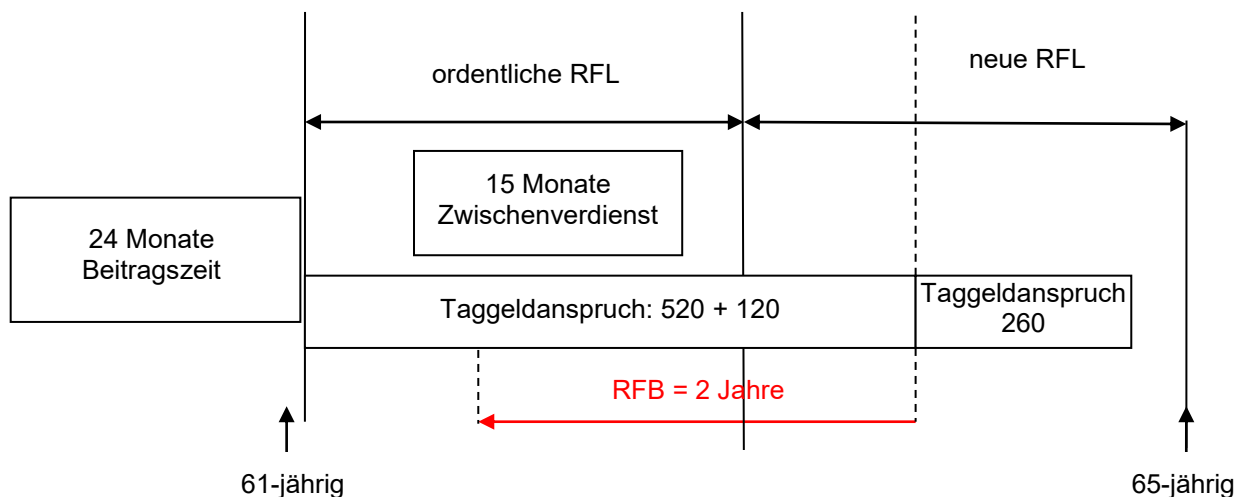 neue RFL
ordentliche RFL
15 Monate
Zwischenverdienst
24 Monate
Beitragszeit
Taggeldanspruch: 520 + 120
Taggeldanspruch
260
RFB = 2 Jahre
61-jährig
65-jährig